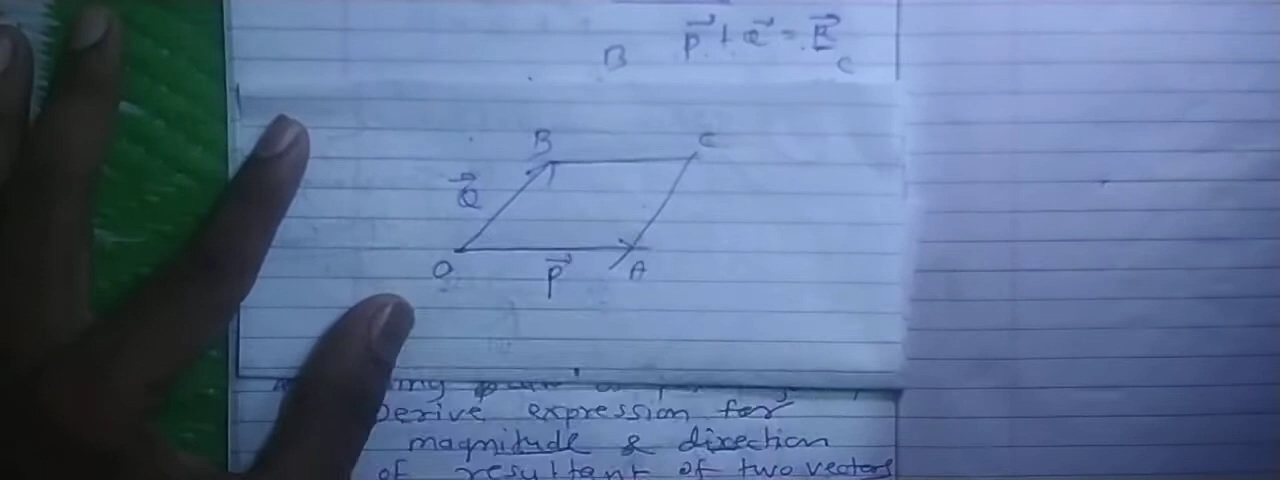 P⃗ + Q⃗ = R⃗
B C
B C
Q⃗
O P⃗ A
Derive expression for
magnitude & direction
of resultant of two vectors